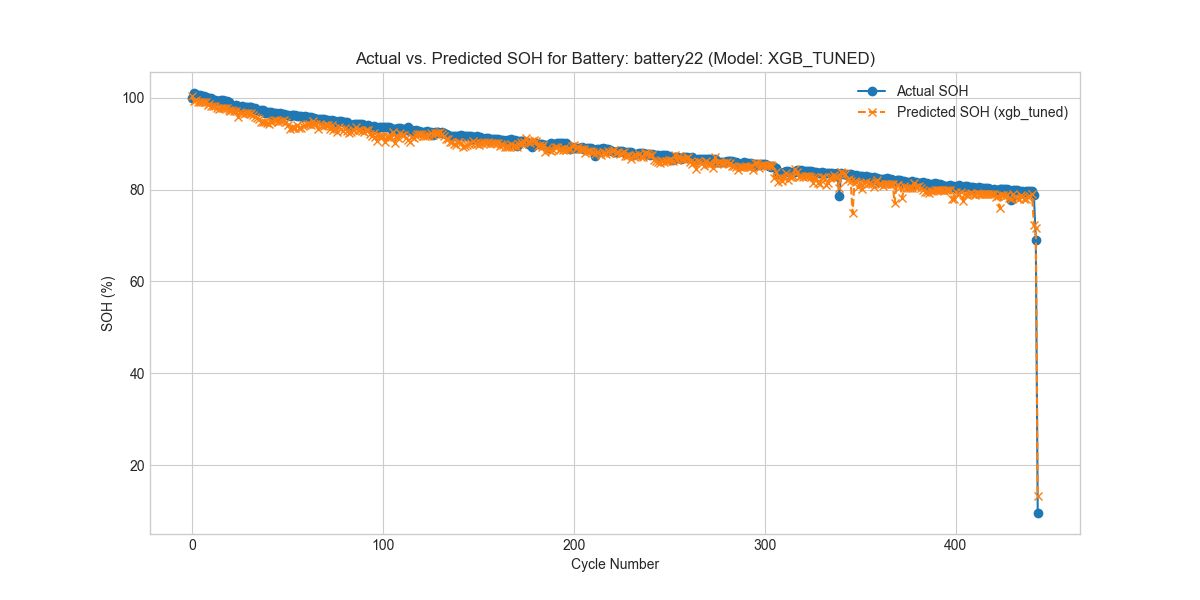 Actual vs. Predicted SOH for Battery: battery22 (Model: XGB_TUNED)
Actual SOH
Predicted SOH (xgb_tuned)
100
80
60
40
20
SOH (%)
0
100
200
300
400
Cycle Number